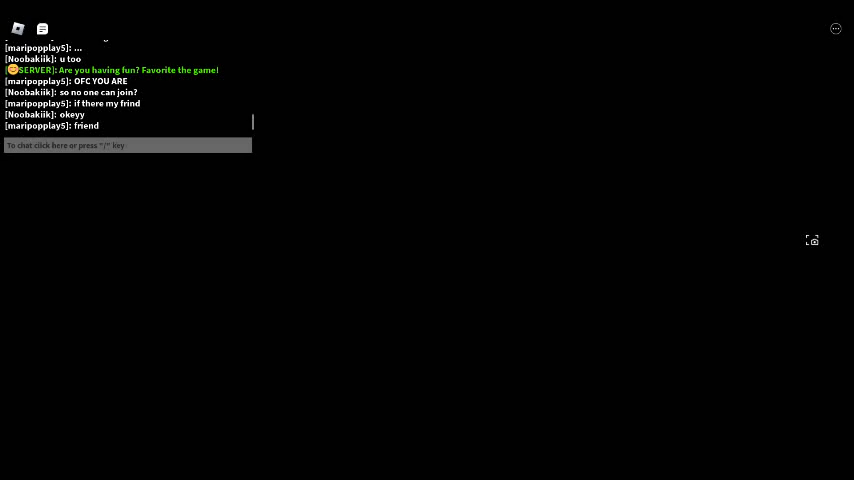 [maripopplay5]: ...
[Noobakiik]: u too
[😊SERVER]: Are you having fun? Favorite the game!
[maripopplay5]: OFC YOU ARE
[Noobakiik]: so no one can join?
[maripopplay5]: if there my frind
[Noobakiik]: okeyy
[maripopplay5]: friend
To chat click here or press "/" key